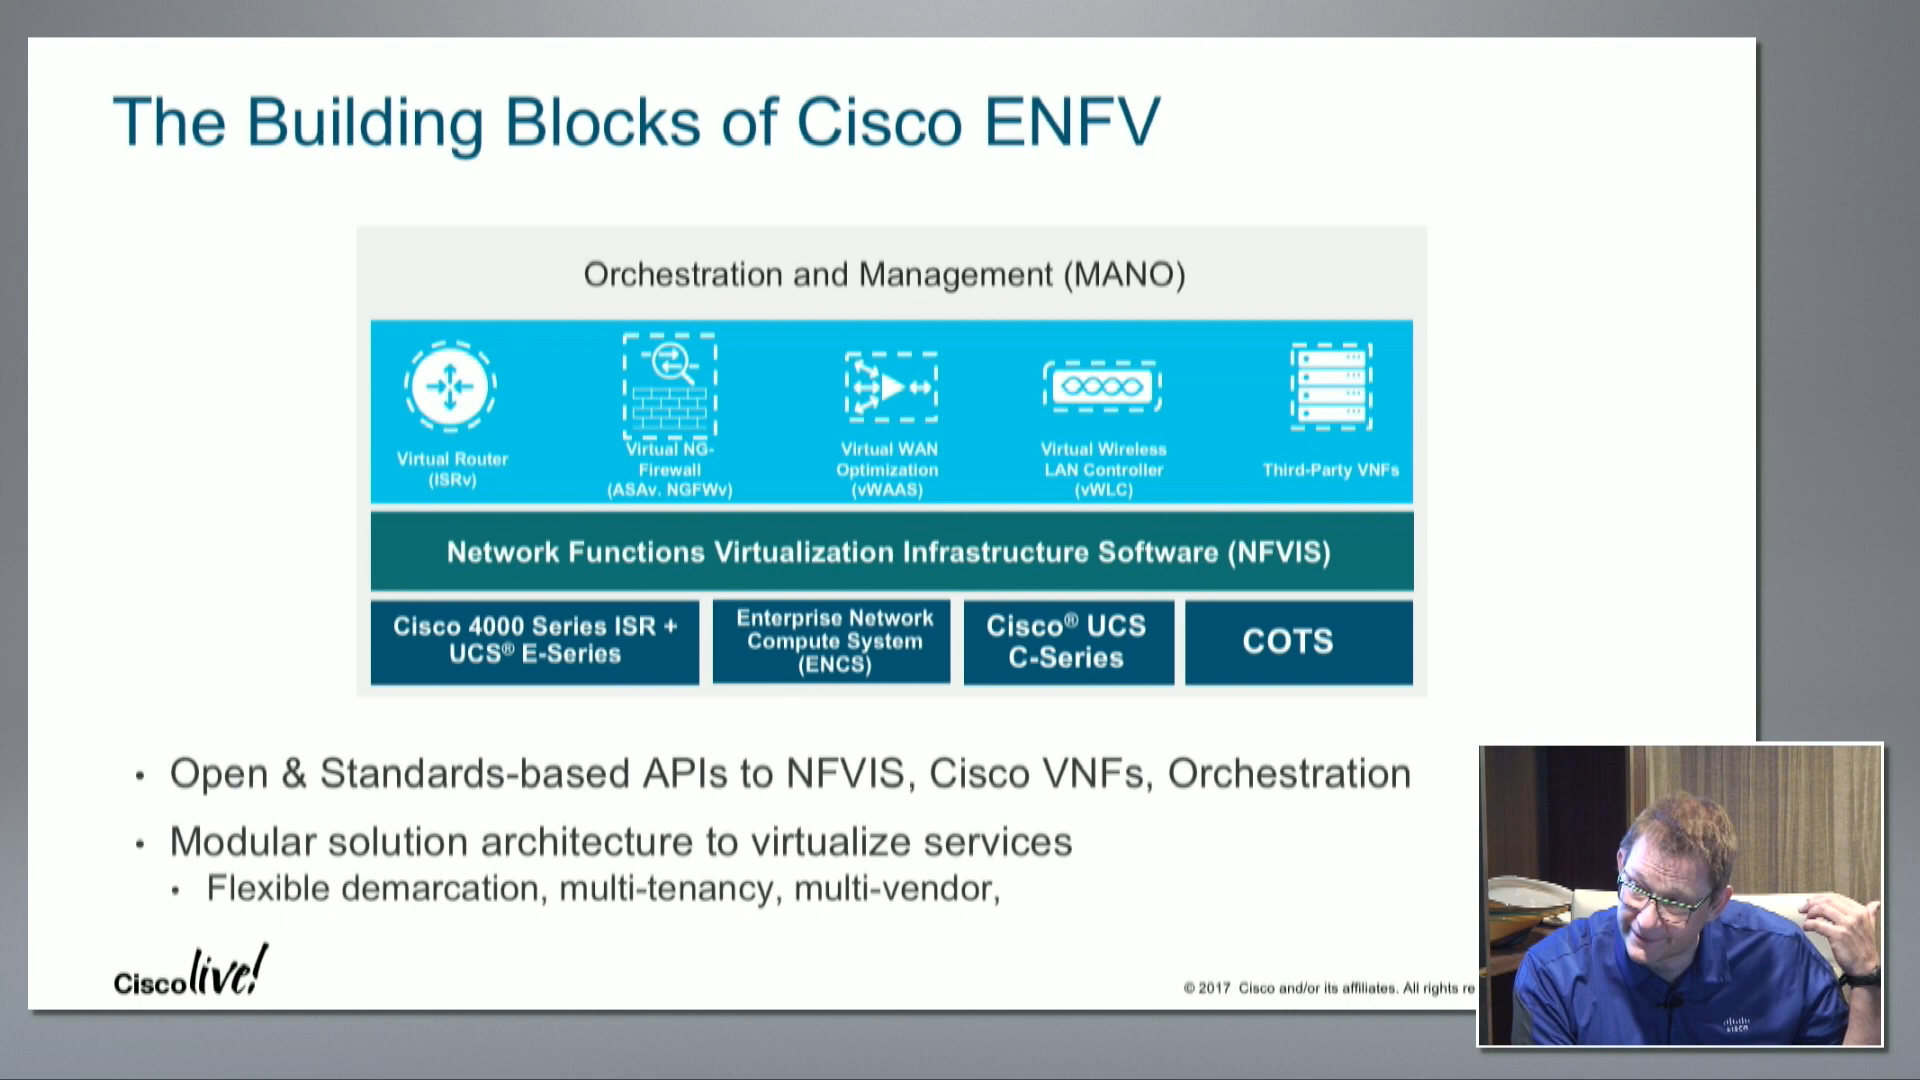 The Building Blocks of Cisco ENFV
Orchestration and Management (MANO)
Virtual Router
(ISRv)
Virtual NG-
Firewall
(ASAv. NGFWv)
Virtual WAN
Optimization
(vWAAS)
Virtual Wireless
LAN Controller
(vWLC)
Third-Party VNFs
Network Functions Virtualization Infrastructure Software (NFVIS)
Cisco 4000 Series ISR +
UCS® E-Series
Enterprise Network
Compute System
(ENCS)
Cisco® UCS
C-Series
COTS
• Open & Standards-based APIs to NFVIS, Cisco VNFs, Orchestration
• Modular solution architecture to virtualize services
• Flexible demarcation, multi-tenancy, multi-vendor,
Cisco live!
© 2017 Cisco and/or its affiliates. All rights re
cisco